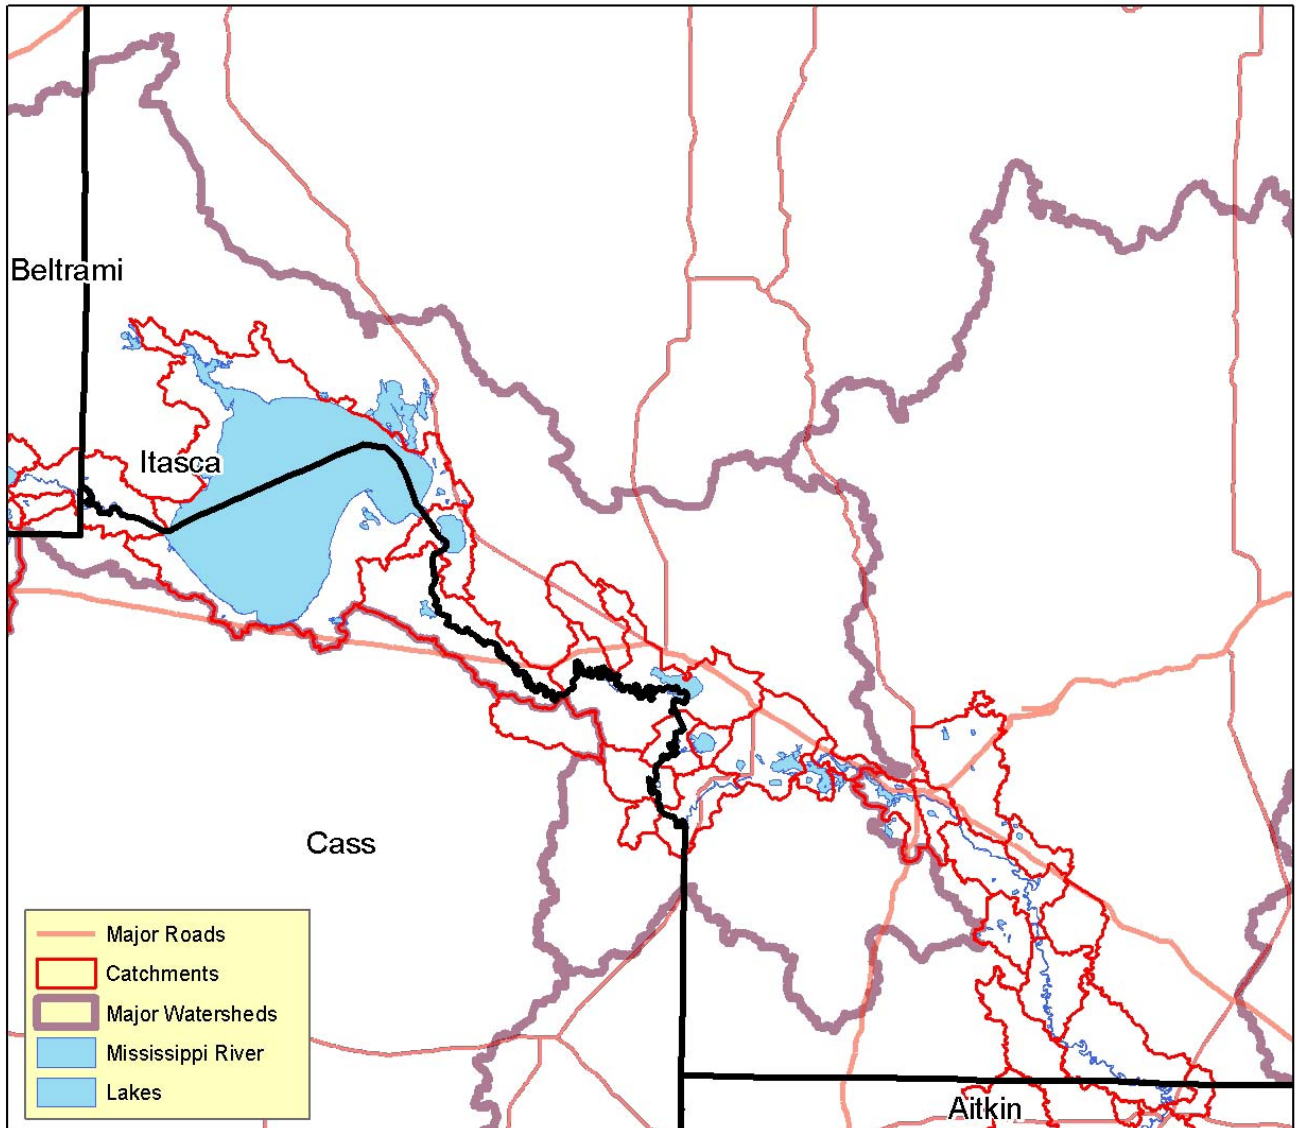 Beltrami
Itasca
Cass
Major Roads
Catchments
Major Watersheds
Mississippi River
Lakes
Aitkin